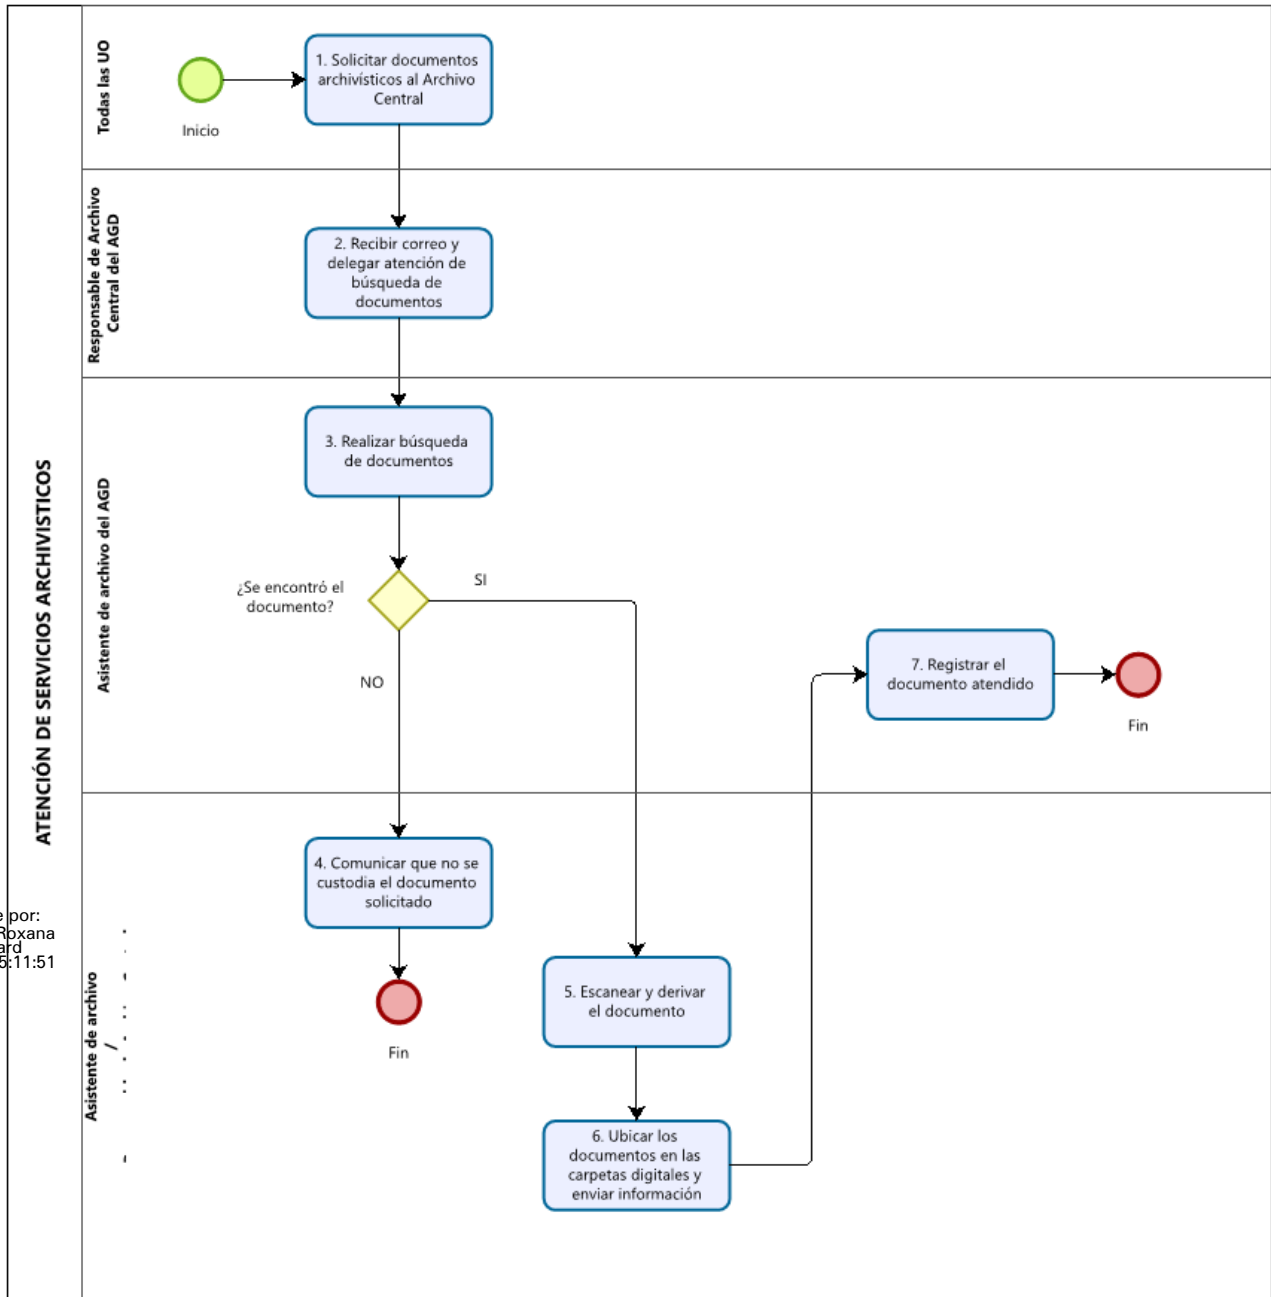 ATENCIÓN DE SERVICIOS ARCHIVISTICOS
Todas las UO
Inicio
1. Solicitar documentos
archivísticos al Archivo
Central
Responsable de Archivo
Central del AGD
2. Recibir correo y
delegar atención de
búsqueda de
documentos
Asistente de archivo del AGD
3. Realizar búsqueda
de documentos
¿Se encontró el
documento?
SI
NO
7. Registrar el
documento atendido
Fin
Asistente de archivo
/
4. Comunicar que no se
custodia el documento
solicitado
Fin
5. Escanear y derivar
el documento
6. Ubicar los
documentos en las
carpetas digitales y
enviar información
e por:
Roxana
ard
5:11:51